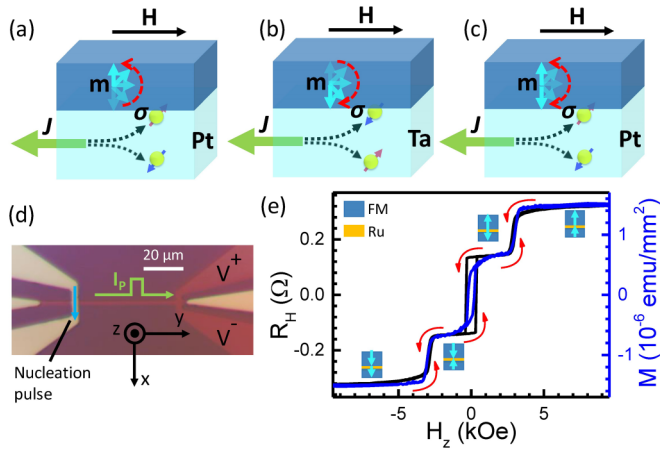 (a) H
m
σ
J
Pt
(b) H
m
σ
J
Ta
(c) H
m
σ
J
Pt
(d)
20 μm
V+
I_P
z
y
V-
Nucleation
pulse
x
(e)
FM
Ru
0.2
0.0
-0.2
R_H (Ω)
-5 0 5
H_z (kOe)
1
0
-1
M (10^-6 emu/mm^2)